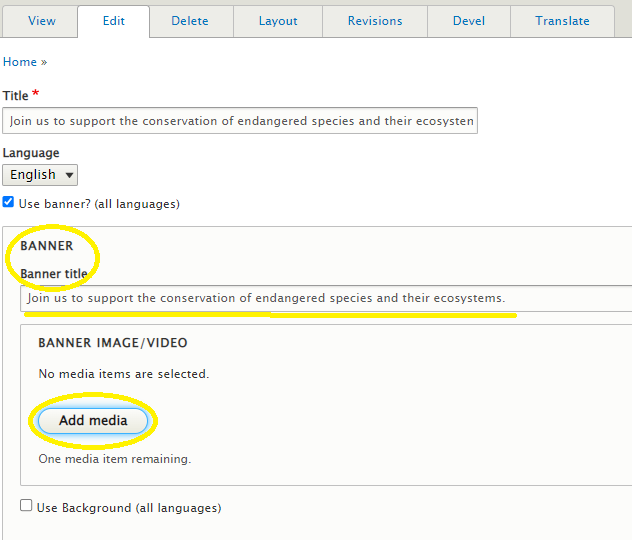 View Edit Delete Layout Revisions Devel Translate
Home »
Title *
Join us to support the conservation of endangered species and their ecosysten
Language
English
Use banner? (all languages)
BANNER
Banner title
Join us to support the conservation of endangered species and their ecosystems.
BANNER IMAGE/VIDEO
No media items are selected.
Add media
One media item remaining.
Use Background (all languages)